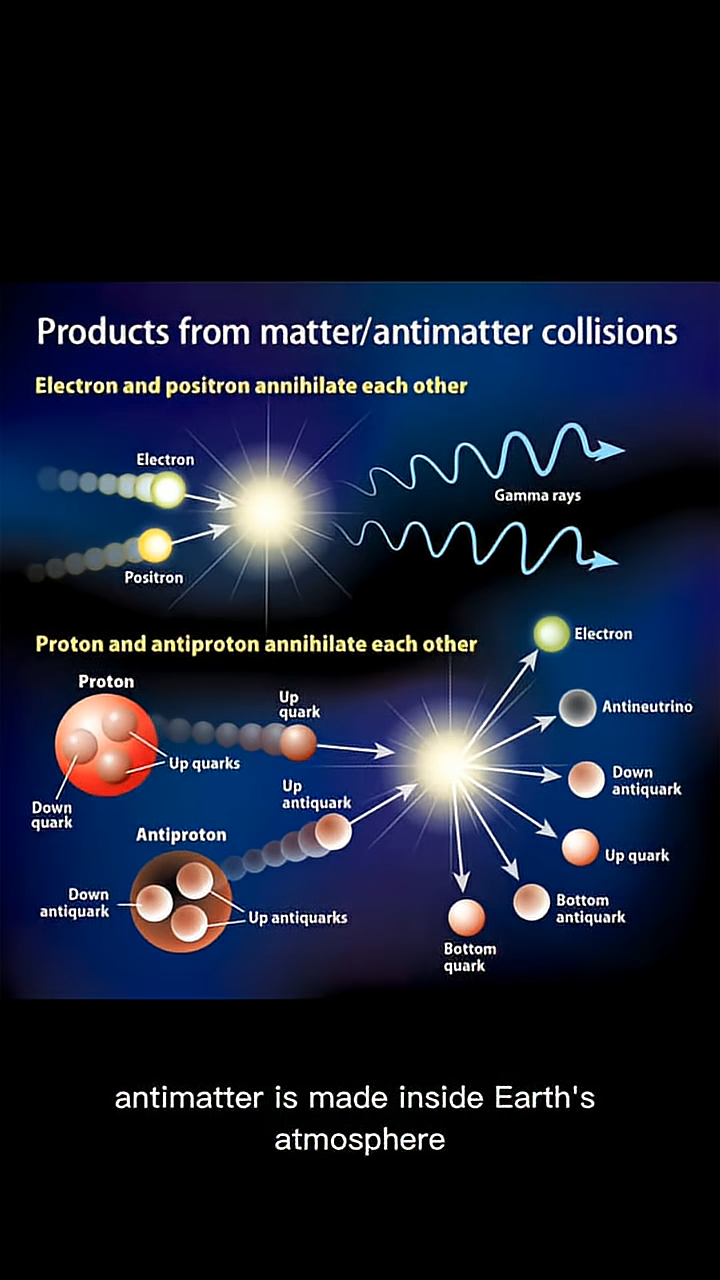 Products from matter/antimatter collisions
Electron and positron annihilate each other
Electron
Gamma rays
Positron
Proton and antiproton annihilate each other
Electron
Proton
Up
quark
Antineutrino
Up quarks
Down
quark
Up
antiquark
Down
antiquark
Antiproton
Up quark
Down
antiquark
Up antiquarks
Bottom
antiquark
Bottom
quark
antimatter is made inside Earth's
atmosphere